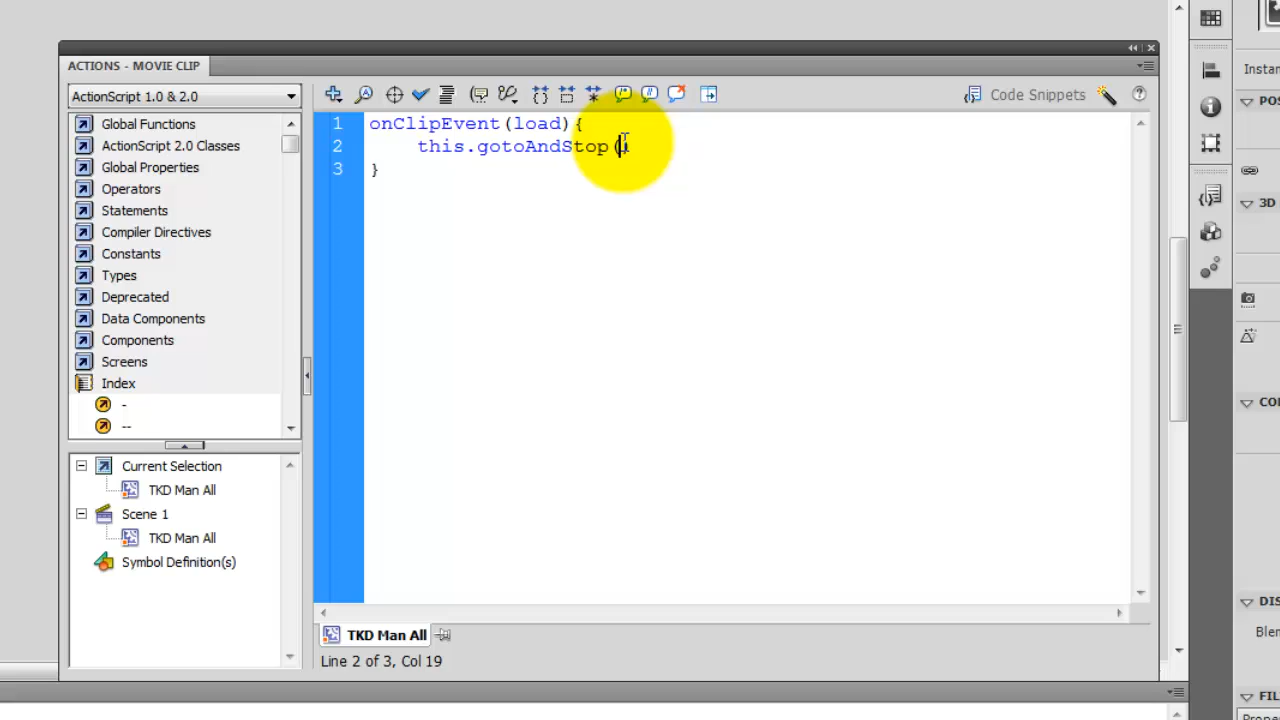 ACTIONS - MOVIE CLIP
ActionScript 1.0 & 2.0
Code Snippets
Instan
Global Functions
ActionScript 2.0 Classes
Global Properties
Operators
Statements
Compiler Directives
Constants
Types
Deprecated
Data Components
Components
Screens
Index
-
--
1 onClipEvent(load){
2 this.gotoAndStop(
3 }
Current Selection
TKD Man All
Scene 1
TKD Man All
Symbol Definition(s)
TKD Man All
Line 2 of 3, Col 19
POS
3D
COL
DIS
Blen
FIL